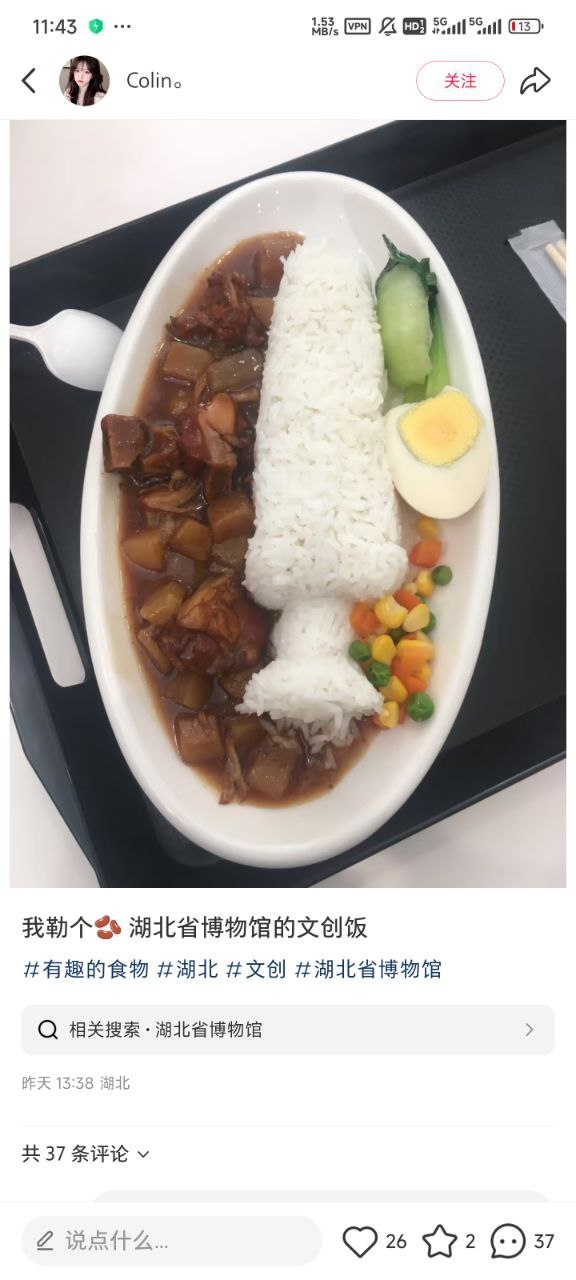 11:43 ...
1.53 MB/s VPN HD 1 2 5G 5G 13
Colin。
关注
我勒个🫘 湖北省博物馆的文创饭
#有趣的食物 #湖北 #文创 #湖北省博物馆
相关搜索 · 湖北省博物馆
昨天 13:38 湖北
共 37 条评论
说点什么...
26
2
37